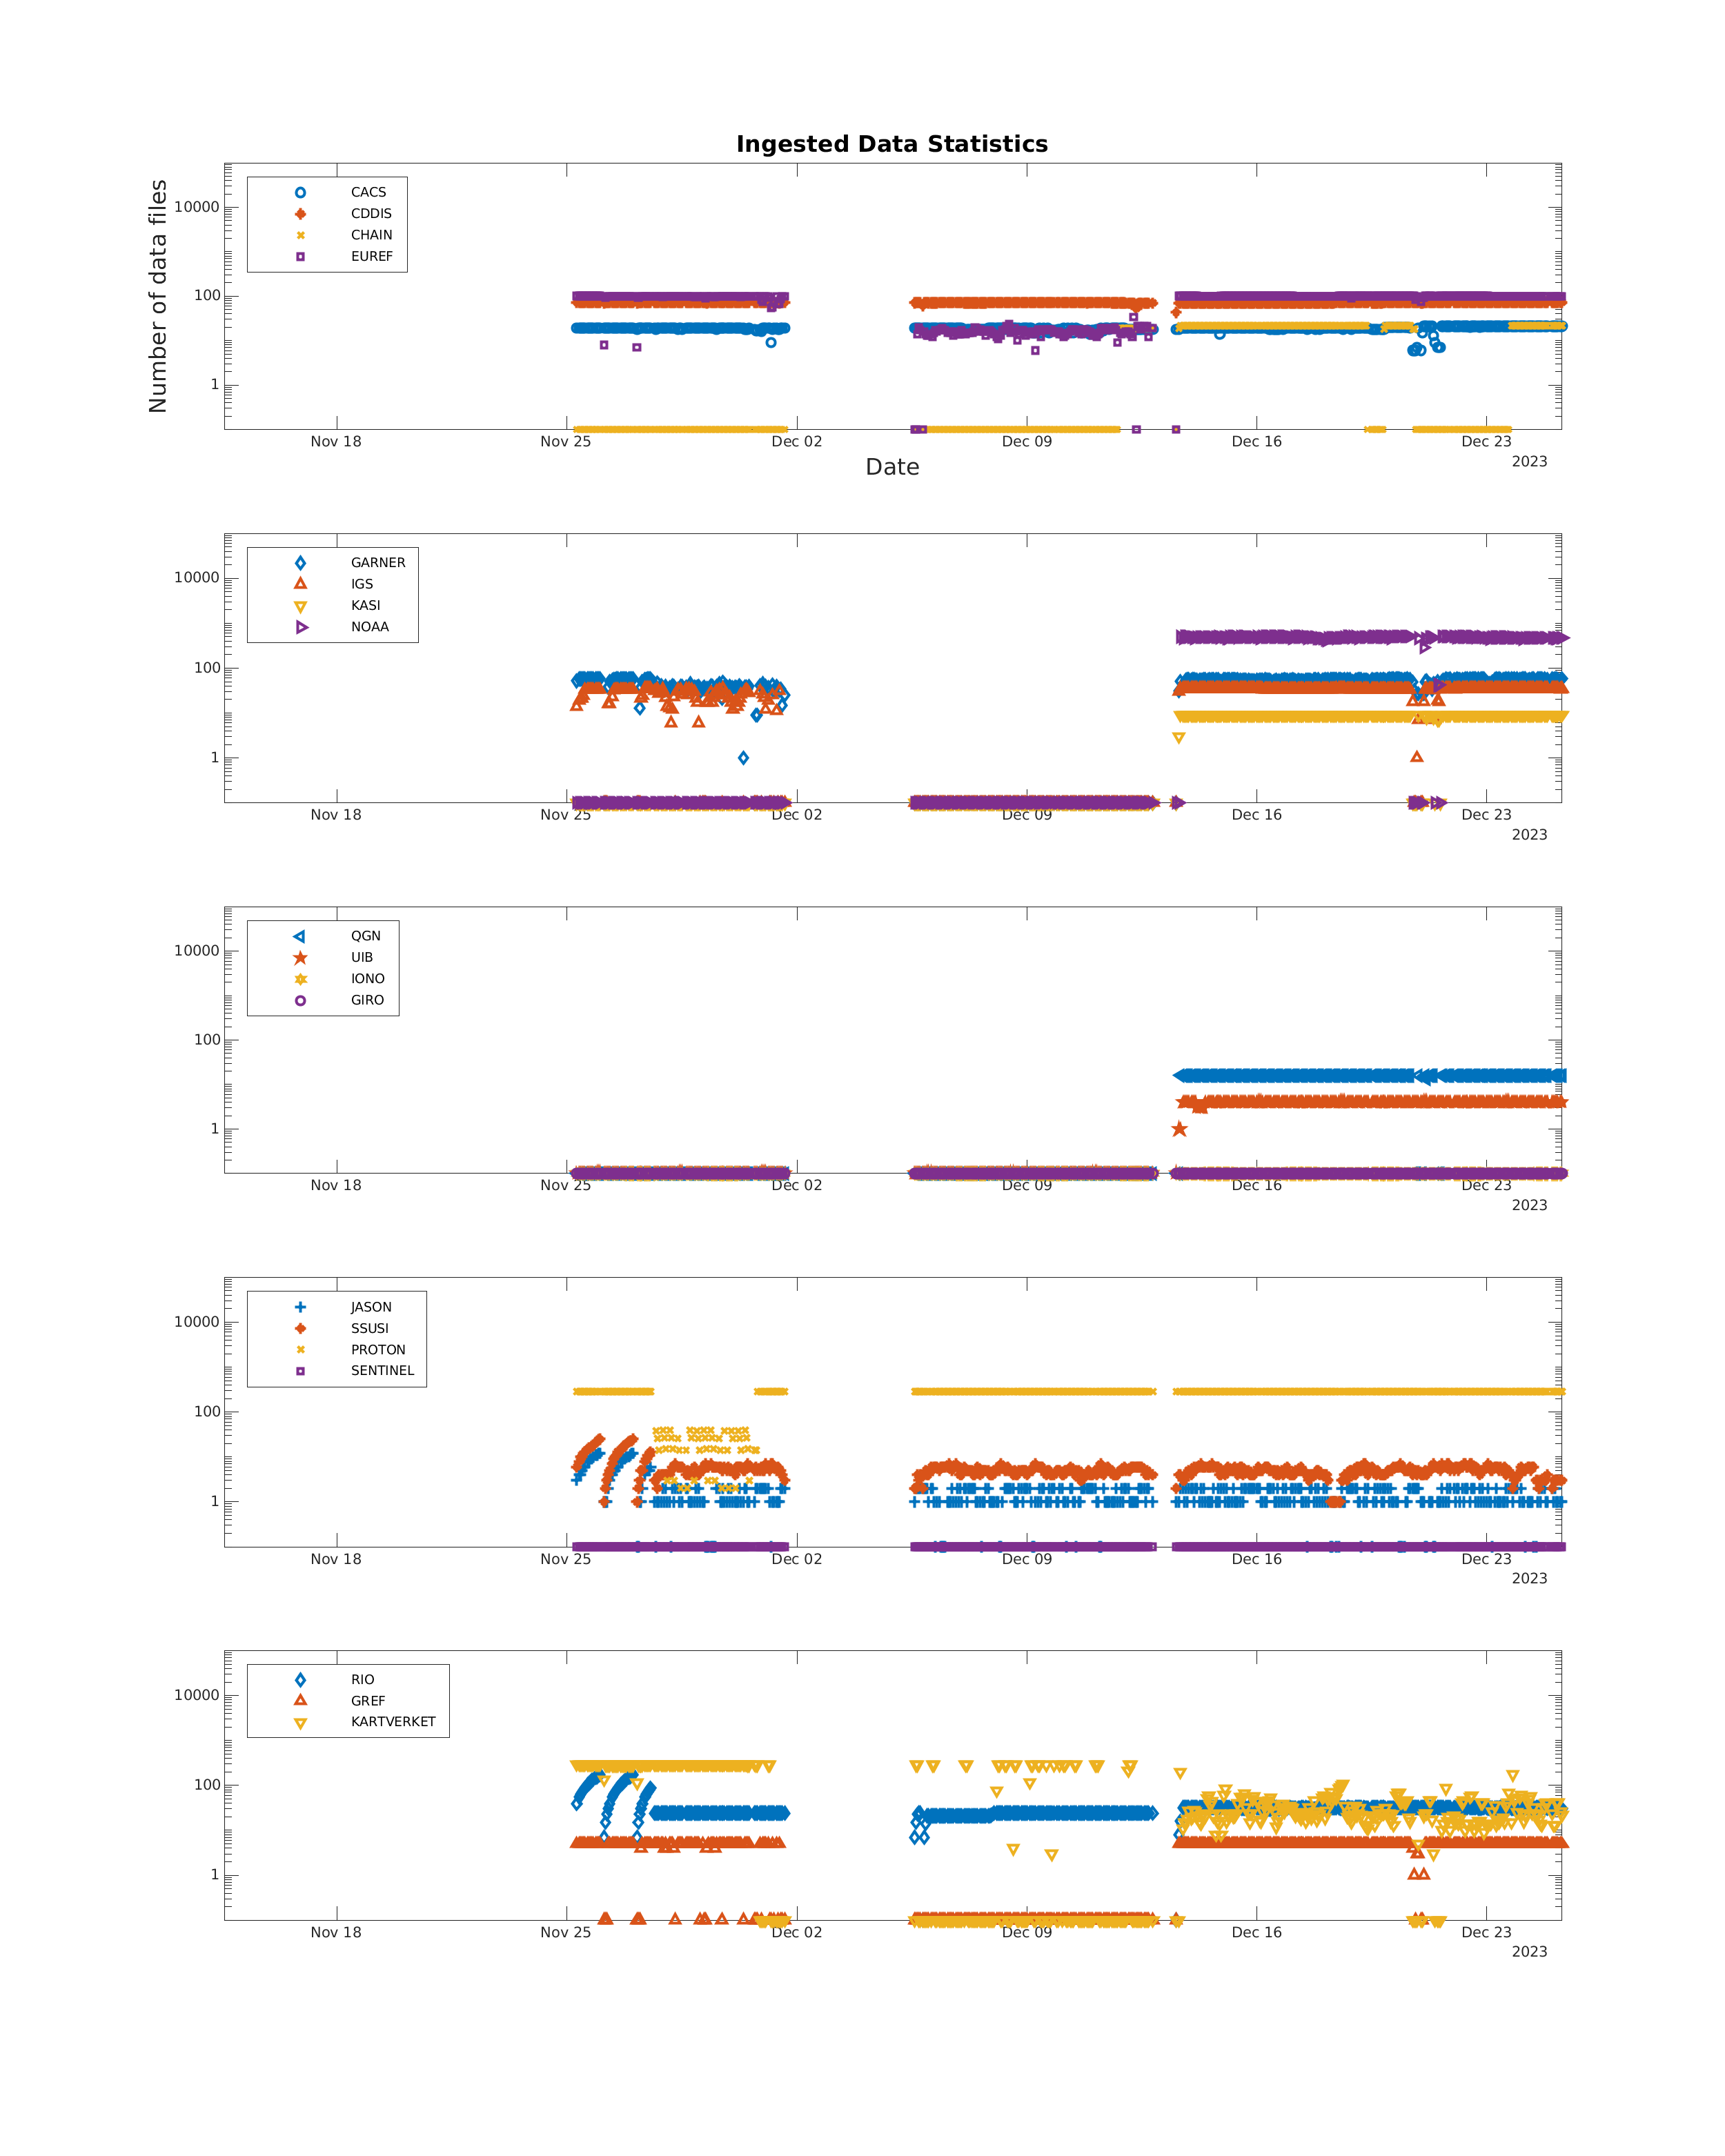 Ingested Data Statistics
Number of data files
CACS
CDDIS
CHAIN
EUREF
10000
100
1
Nov 18 Nov 25 Dec 02 Dec 09 Dec 16 Dec 23
2023
Date
GARNER
IGS
KASI
NOAA
10000
100
1
Nov 18 Nov 25 Dec 02 Dec 09 Dec 16 Dec 23
2023
QGN
UIB
IONO
GIRO
10000
100
1
Nov 18 Nov 25 Dec 02 Dec 09 Dec 16 Dec 23
2023
JASON
SSUSI
PROTON
SENTINEL
10000
100
1
Nov 18 Nov 25 Dec 02 Dec 09 Dec 16 Dec 23
2023
RIO
GREF
KARTVERKET
10000
100
1
Nov 18 Nov 25 Dec 02 Dec 09 Dec 16 Dec 23
2023